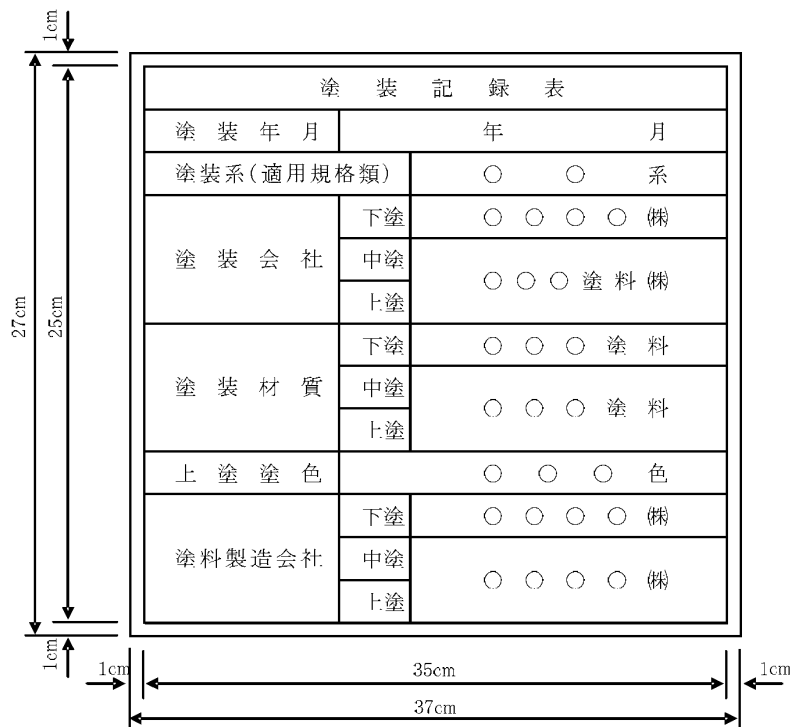 1cm
塗装記録表
塗装年月 年 月
塗装系(適用規格類) ○ ○ 系
塗装会社 下塗 ○○○○㈱
中塗 ○○○塗料㈱
上塗
塗装材質 下塗 ○○○塗料
中塗 ○○○塗料
上塗
上塗塗色 ○ ○ ○ 色
塗料製造会社 下塗 ○○○○㈱
中塗 ○○○○㈱
上塗
27cm
25cm
1cm
1cm 35cm 1cm
37cm